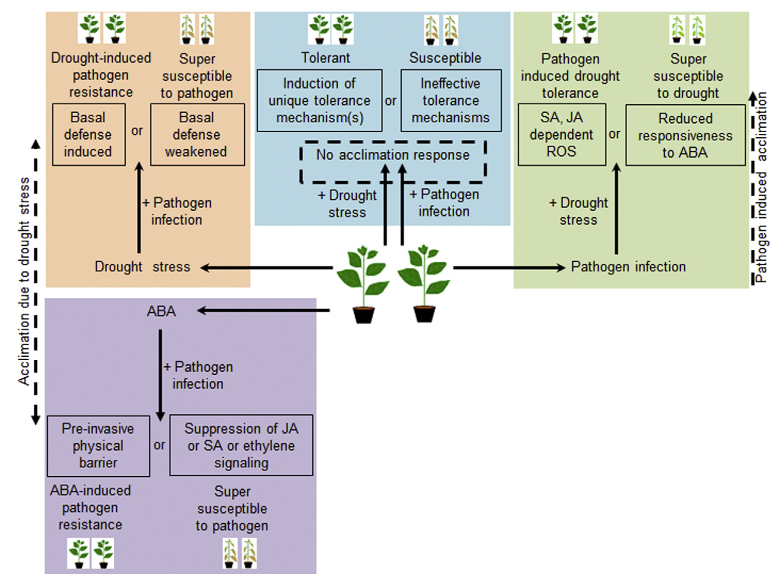 Drought-induced
pathogen
resistance
Super
susceptible
to pathogen
Basal
defense
induced
or
Basal
defense
weakened
+ Pathogen
infection
Drought stress
Tolerant
Susceptible
Induction of
unique tolerance
mechanism(s)
or
Ineffective
tolerance
mechanisms
No acclimation response
+ Drought
stress
+ Pathogen
infection
Pathogen
induced drought
tolerance
Super
susceptible
to drought
SA, JA
dependent
ROS
or
Reduced
responsiveness
to ABA
+ Drought
stress
Pathogen infection
Pathogen induced acclimation
Acclimation due to drought stress
ABA
+ Pathogen
infection
Pre-invasive
physical
barrier
or
Suppression of JA
or SA or ethylene
signaling
ABA-induced
pathogen
resistance
Super
susceptible
to pathogen